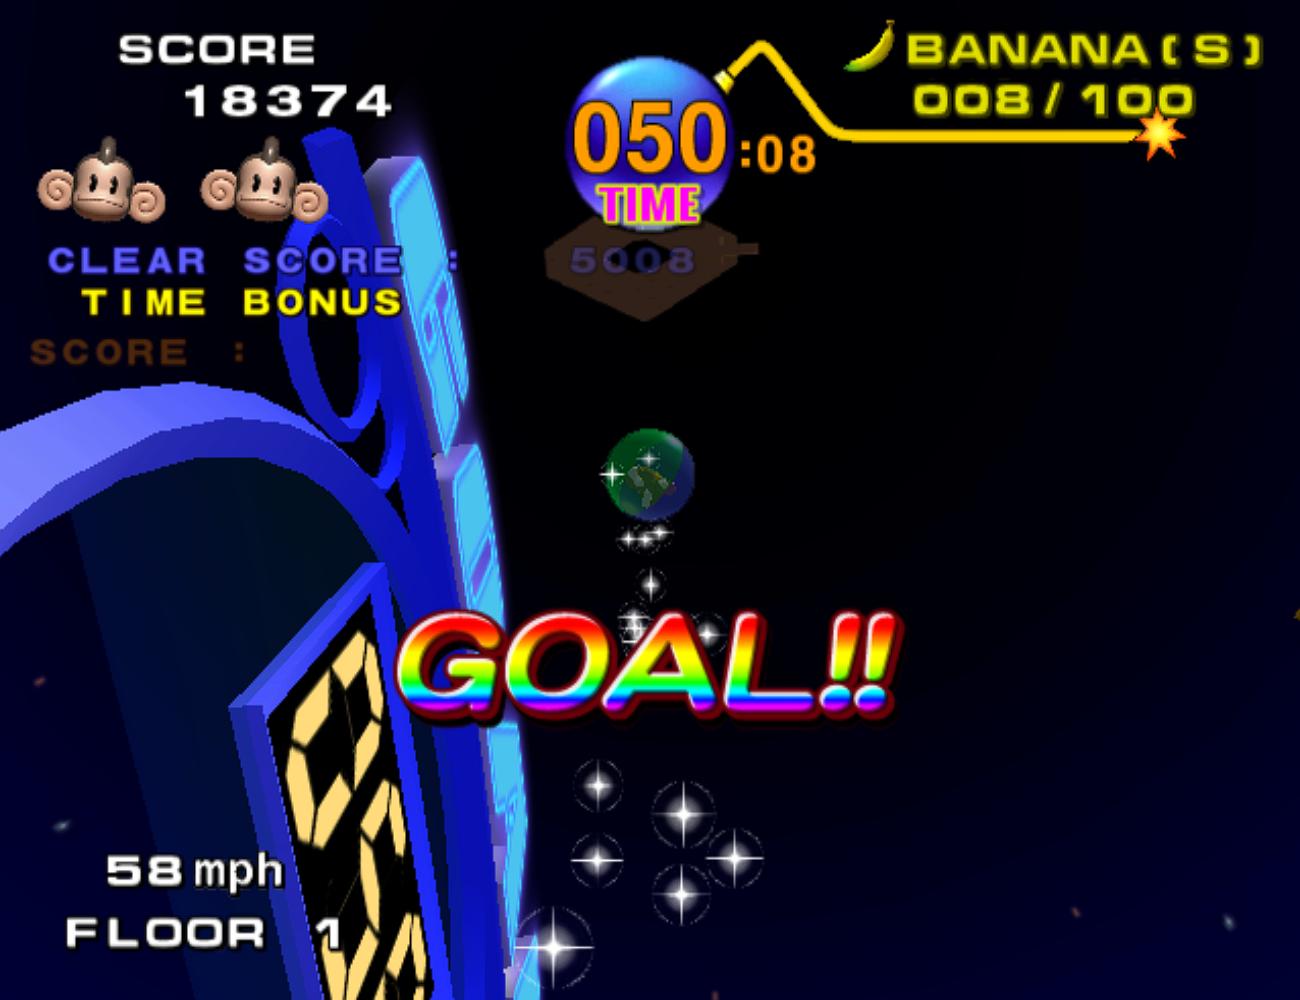 SCORE
18374
BANANA(S)
008/100
050:08
TIME
CLEAR SCORE : 5008
TIME BONUS
SCORE :
GOAL!!
58 mph
FLOOR 1